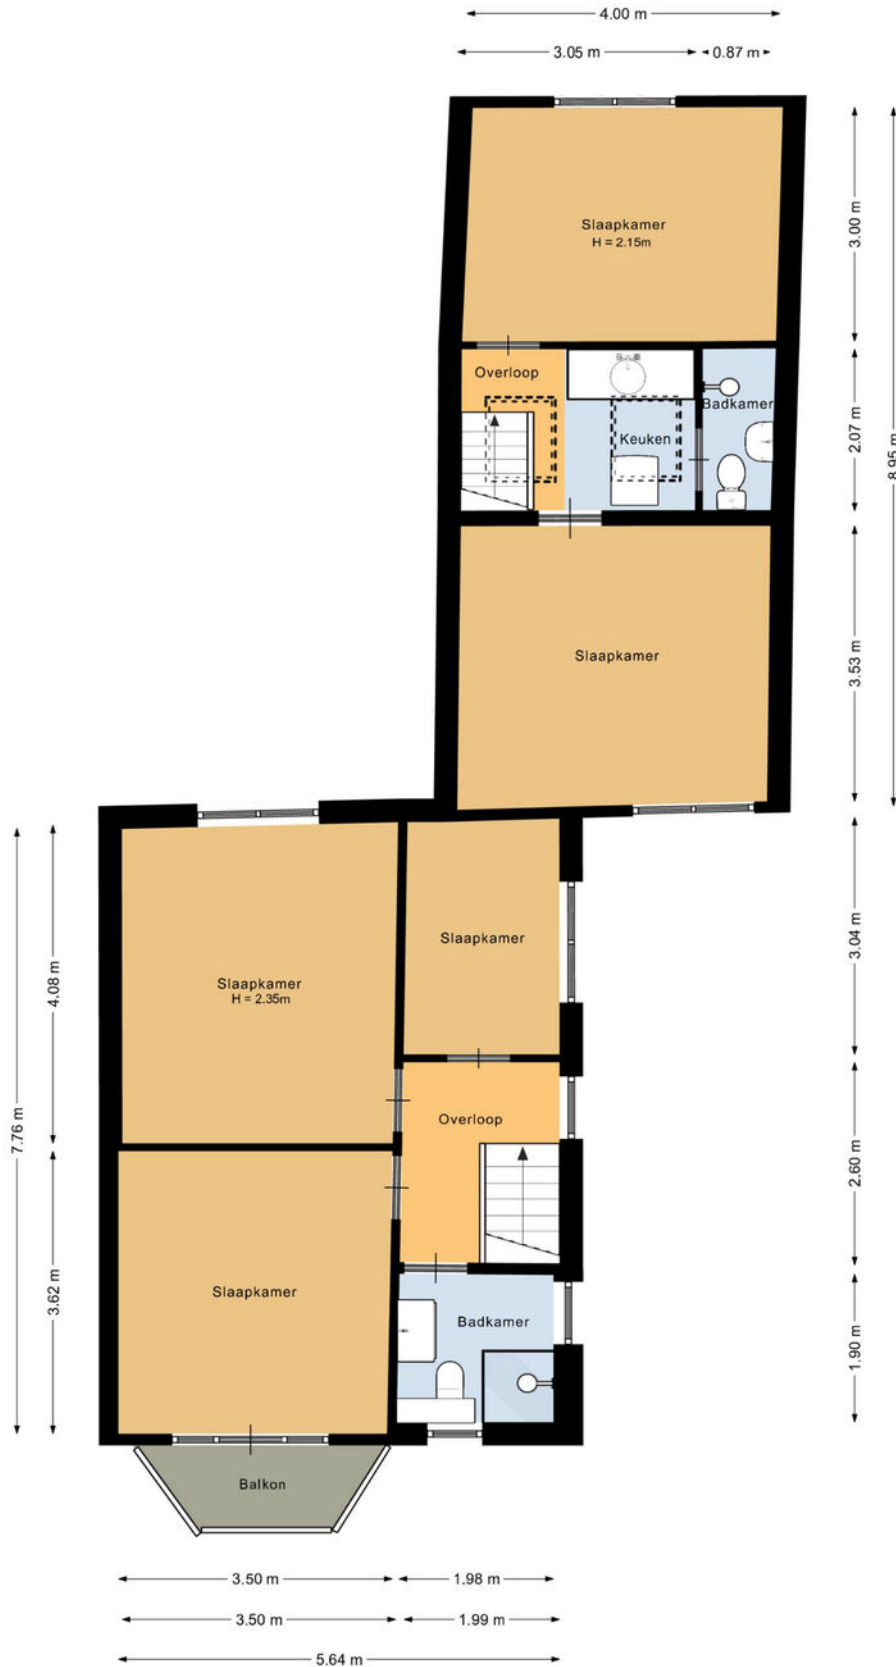 4.00 m
3.05 m
0.87 m
Slaapkamer
H = 2.15m
3.00 m
8.95 m
Overloop
Badkamer
Keuken
2.07 m
Slaapkamer
3.53 m
Slaapkamer
H = 2.35m
Slaapkamer
4.08 m
3.04 m
7.76 m
Overloop
2.60 m
Slaapkamer
3.62 m
Badkamer
1.90 m
Balkon
3.50 m
1.98 m
3.50 m
1.99 m
5.64 m